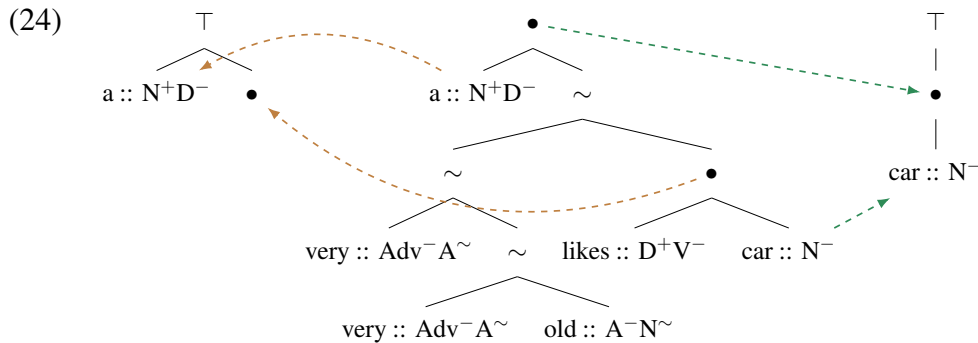 (24)
⊤ • ⊤
a :: N⁺D⁻ • a :: N⁺D⁻ ∼ •
∼ • car :: N⁻
very :: Adv⁻A∼ ∼ likes :: D⁺V⁻ car :: N⁻
very :: Adv⁻A∼ old :: A⁻N∼